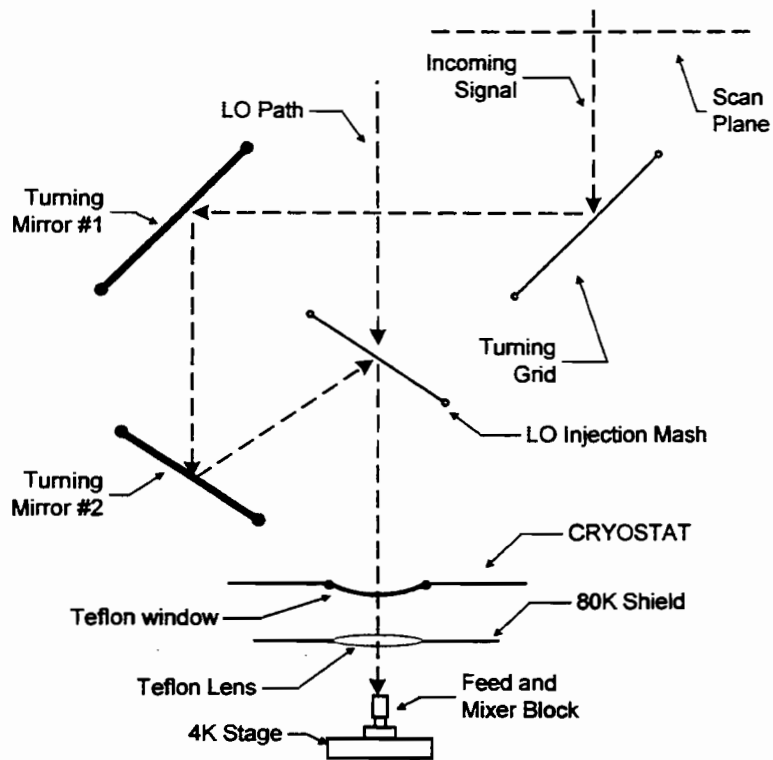 Incoming
Signal
Scan
Plane
LO Path
Turning
Mirror #1
Turning
Grid
LO Injection Mash
Turning
Mirror #2
CRYOSTAT
Teflon window
80K Shield
Teflon Lens
Feed and
Mixer Block
4K Stage